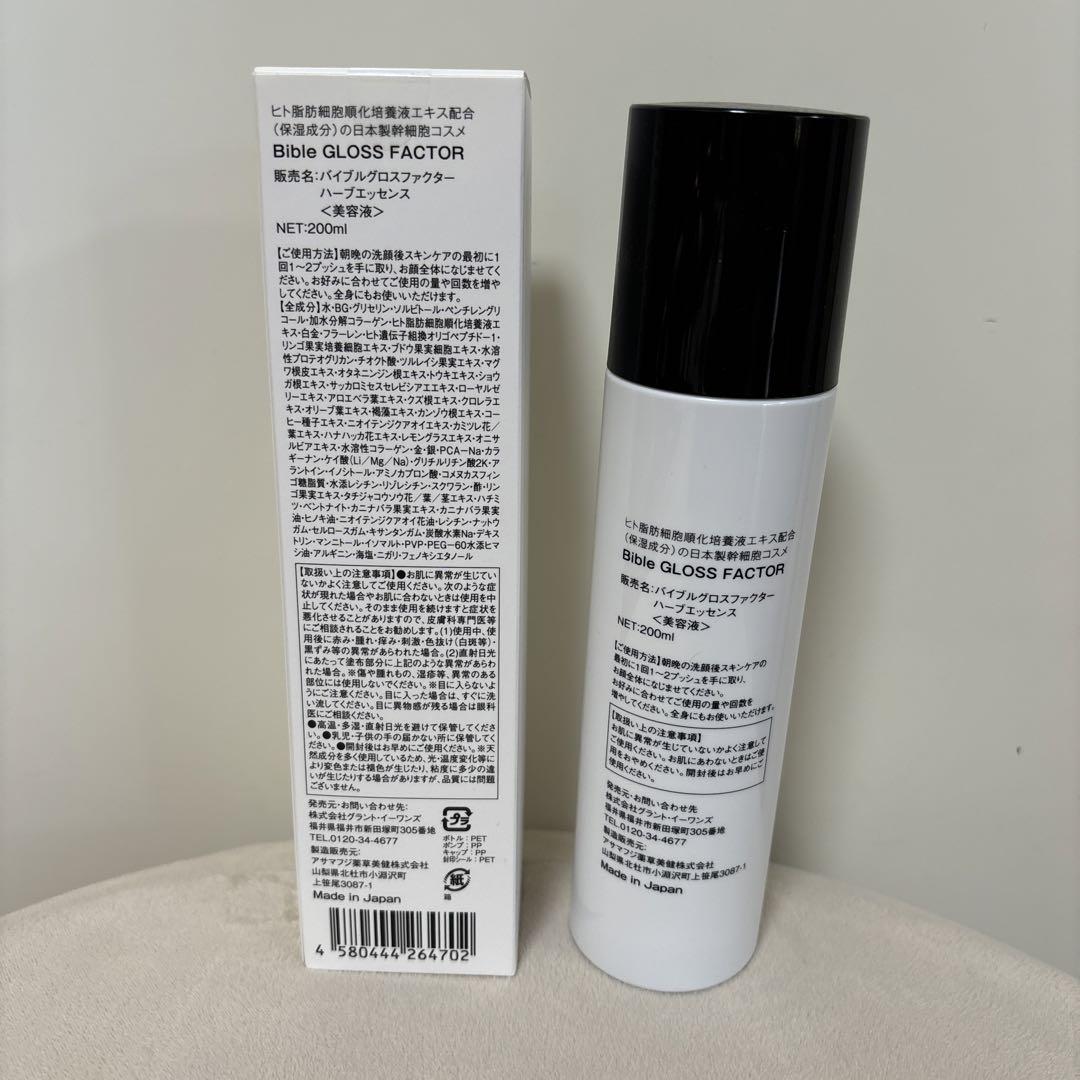 ヒト脂肪細胞順化培養液エキス配合
(保湿成分)の日本製幹細胞コスメ
Bible GLOSS FACTOR
販売名:バイブルグロスファクター
ハーブエッセンス
<美容液>
NET:200ml
【ご使用方法】朝晩の洗顔後スキンケアの最初に1
回1〜2プッシュを手に取り、お顔全体になじませてく
ださい。お好みに合わせてご使用の量や回数を増や
してください。全身にもお使いいただけます。
【全成分】水・BG・グリセリン・ソルビトール・ペンチレングリ
コール・加水分解コラーゲン・ヒト脂肪細胞順化培養液エ
キス・白金・フラーレン・ヒト遺伝子組換オリゴペプチド-1・
リンゴ果実培養細胞エキス・ブドウ果実細胞エキス・水溶
性プロテオグリカン・チオクト酸・ツルレイシ果実エキス・マグ
ワ根皮エキス・オタネニンジン根エキス・トウキエキス・ショウ
ガ根エキス・サッカロミセスセレビシアエエキス・ローヤルゼ
リーエキス・アロエベラ葉エキス・クズ根エキス・クロレラエ
キス・オリーブ葉エキス・褐藻エキス・カンゾウ根エキス・コー
ヒー種子エキス・ニオイテンジクアオイエキス・カミツレ花/
葉エキス・ハナハッカ花エキス・レモングラスエキス・オニサ
ルビアエキス・水溶性コラーゲン・金・銀・PCA-Na・カラ
ギーナン・ケイ酸(Li/Mg/Na)・グリチルリチン酸2K・ア
ラントイン・イノシトール・アミノカプロン酸・コメヌカスフィン
ゴ糖脂質・水添レシチン・リゾレシチン・スクワラン・酢・リン
ゴ果実エキス・タチジャコウソウ花/葉/茎エキス・ハチミ
ツ・ベントナイト・カニナバラ果実エキス・カニナバラ果実
油・ヒノキ油・ニオイテンジクアオイ花油・レシチン・ナットウ
ガム・セルロースガム・キサンタンガム・炭酸水素Na・デキス
トリン・マンニトール・イソマルト・PVP・PEG-60水添ヒマ
シ油・アルギニン・海塩・ニガリ・フェノキシエタノール
【取扱い上の注意事項】●お肌に異常が生じてい
ないかよく注意してご使用ください。次のような症
状が現れた場合やお肌に合わないときは使用を中
止してください。そのまま使用を続けますと症状を
悪化させることがありますので、皮膚科専門医等
にご相談されることをお勧めします。(1)使用中、使
用後に赤み・腫れ・痒み・刺激・色抜け(白斑等)・
黒ずみ等の異常があらわれた場合。(2)直射日光
にあたって塗布部分に上記のような異常があらわ
れた場合。※傷や腫れもの、湿疹等、異常のある
部位には使用しないでください。※目に入らないよ
うにご注意ください。目に入った場合は、すぐに洗
い流してください。目に異物感が残る場合は眼科
医にご相談ください。
●高温・多湿・直射日光を避けて保管してくださ
い。●乳児・子供の手の届かない所に保管してく
ださい。●開封後はお早めにご使用ください。※天
然成分を多く使用しているため、光・温度変化等に
より変色または褪色が生じたり、粘度に多少の違
いが生じたりする場合がありますが、品質には問題
ございません。
発売元・お問い合わせ先:
株式会社グラント・イーワンズ
福井県福井市新田塚町305番地
TEL.0120-34-4677
製造販売元:
アサマフジ薬草美健株式会社
山梨県北杜市小淵沢町
上笹尾3087-1
Made in Japan
プラ
ボトル:PET
ポンプ:PP
キャップ:PP
封印シール:PET
紙
箱
4 580444 264702
ヒト脂肪細胞順化培養液エキス配合
(保湿成分)の日本製幹細胞コスメ
Bible GLOSS FACTOR
販売名:バイブルグロスファクター
ハーブエッセンス
<美容液>
NET:200ml
【ご使用方法】朝晩の洗顔後スキンケアの
最初に1回1〜2プッシュを手に取り、
お顔全体になじませてください。
お好みに合わせてご使用の量や回数を
増やしてください。全身にもお使いいただけます。
【取扱い上の注意事項】
お肌に異常が生じていないかよく注意して
ご使用ください。お肌にあわないときはご使
用をおやめください。開封後はお早めにご
使用ください。
発売元・お問い合わせ先:
株式会社グラント・イーワンズ
福井県福井市新田塚町305番地
TEL.0120-34-4677
製造販売元:
アサマフジ薬草美健株式会社
山梨県北杜市小淵沢町上笹尾3087-1
Made in Japan